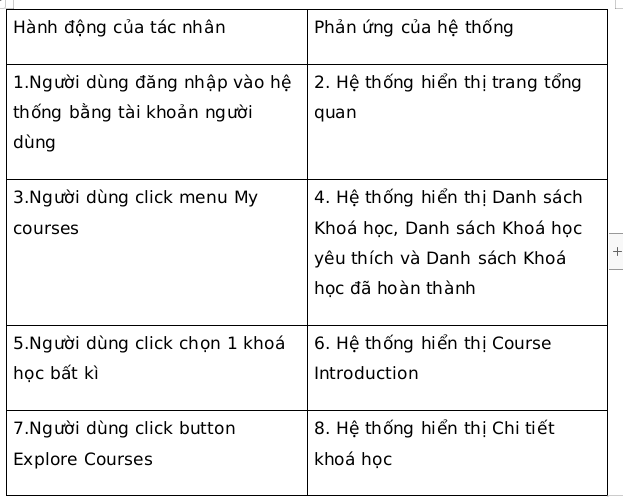 Hành động của tác nhân
Phản ứng của hệ thống
1.Người dùng đăng nhập vào hệ
thống bằng tài khoản người
dùng
2. Hệ thống hiển thị trang tổng
quan
3.Người dùng click menu My
courses
4. Hệ thống hiển thị Danh sách
Khoá học, Danh sách Khoá học
yêu thích và Danh sách Khoá
học đã hoàn thành
5.Người dùng click chọn 1 khoá
học bất kì
6. Hệ thống hiển thị Course
Introduction
7.Người dùng click button
Explore Courses
8. Hệ thống hiển thị Chi tiết
khoá học